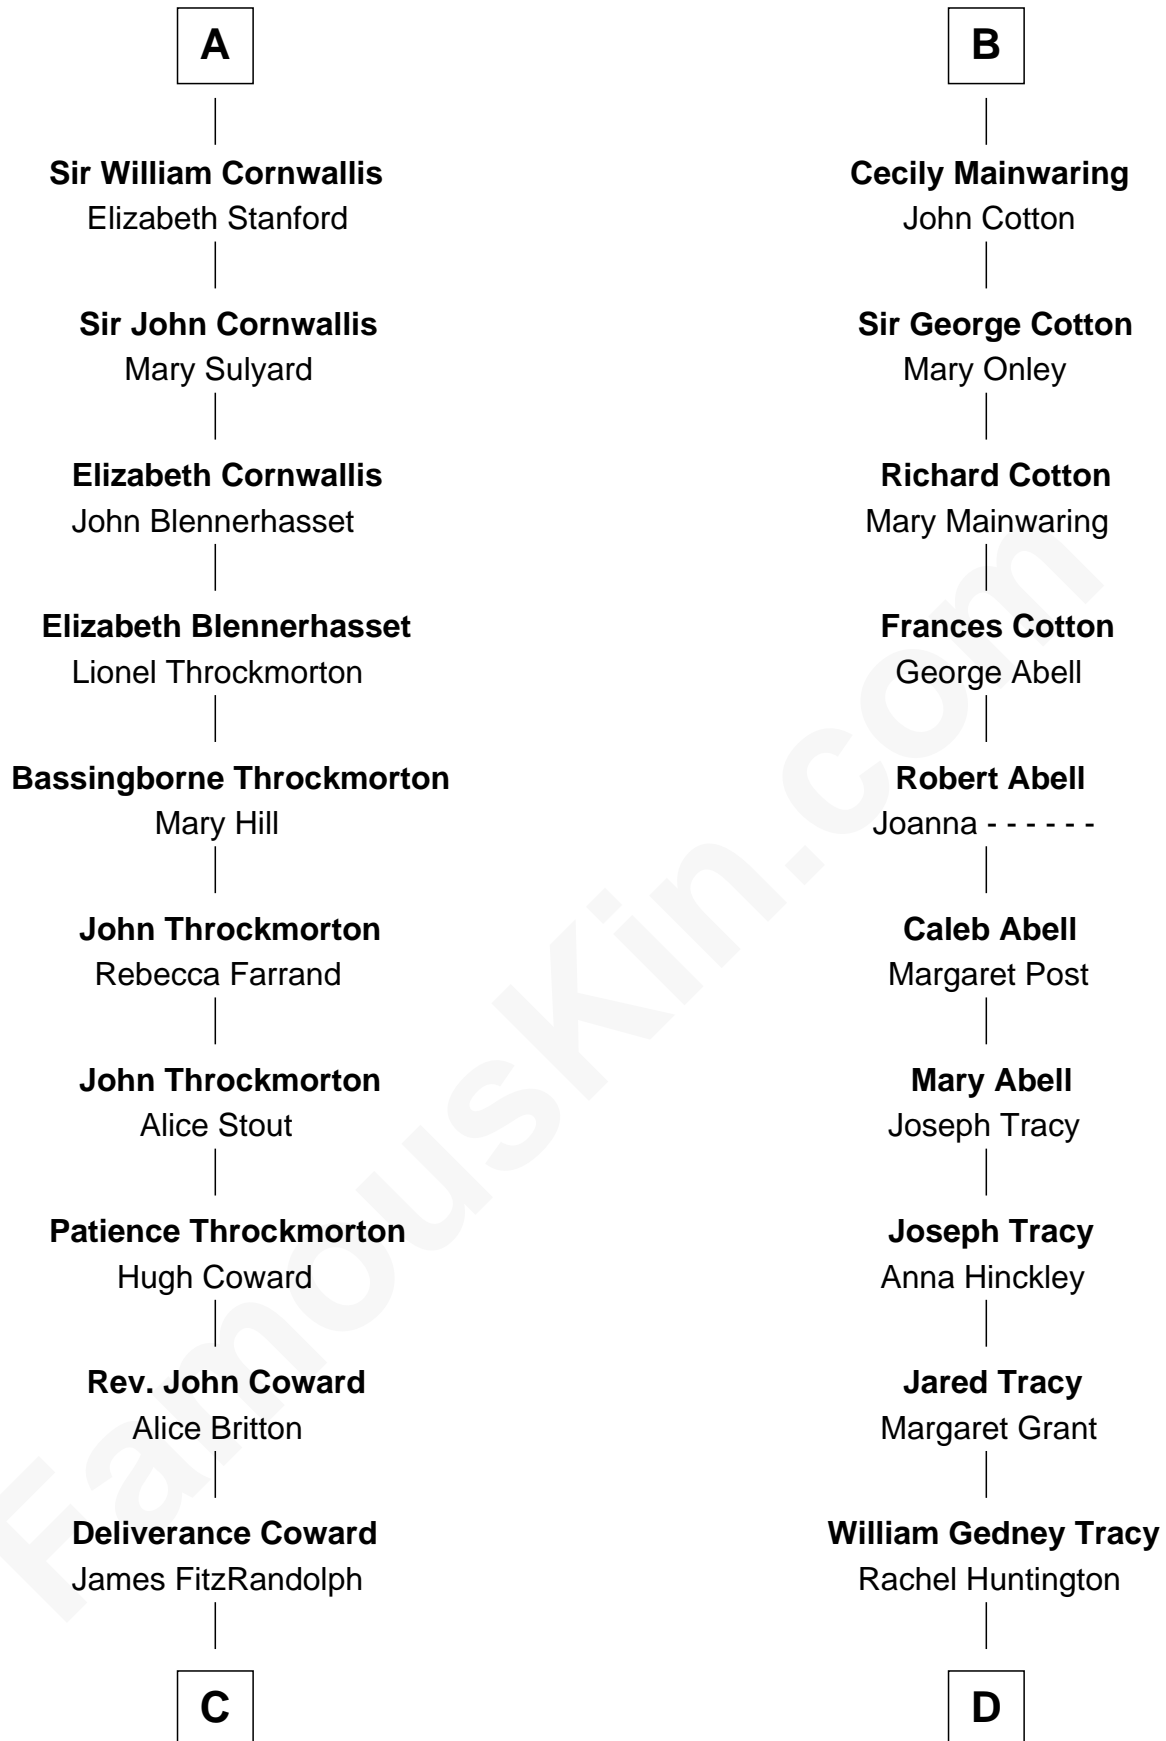 A
Sir William Cornwallis
Elizabeth Stanford
Sir John Cornwallis
Mary Sulyard
Elizabeth Cornwallis
John Blennerhasset
Elizabeth Blennerhasset
Lionel Throckmorton
Bassingborne Throckmorton
Mary Hill
John Throckmorton
Rebecca Farrand
John Throckmorton
Alice Stout
Patience Throckmorton
Hugh Coward
Rev. John Coward
Alice Britton
Deliverance Coward
James FitzRandolph
C
B
Cecily Mainwaring
John Cotton
Sir George Cotton
Mary Onley
Richard Cotton
Mary Mainwaring
Frances Cotton
George Abell
Robert Abell
Joanna - - - - - -
Caleb Abell
Margaret Post
Mary Abell
Joseph Tracy
Joseph Tracy
Anna Hinckley
Jared Tracy
Margaret Grant
William Gedney Tracy
Rachel Huntington
D
FamousKin.com